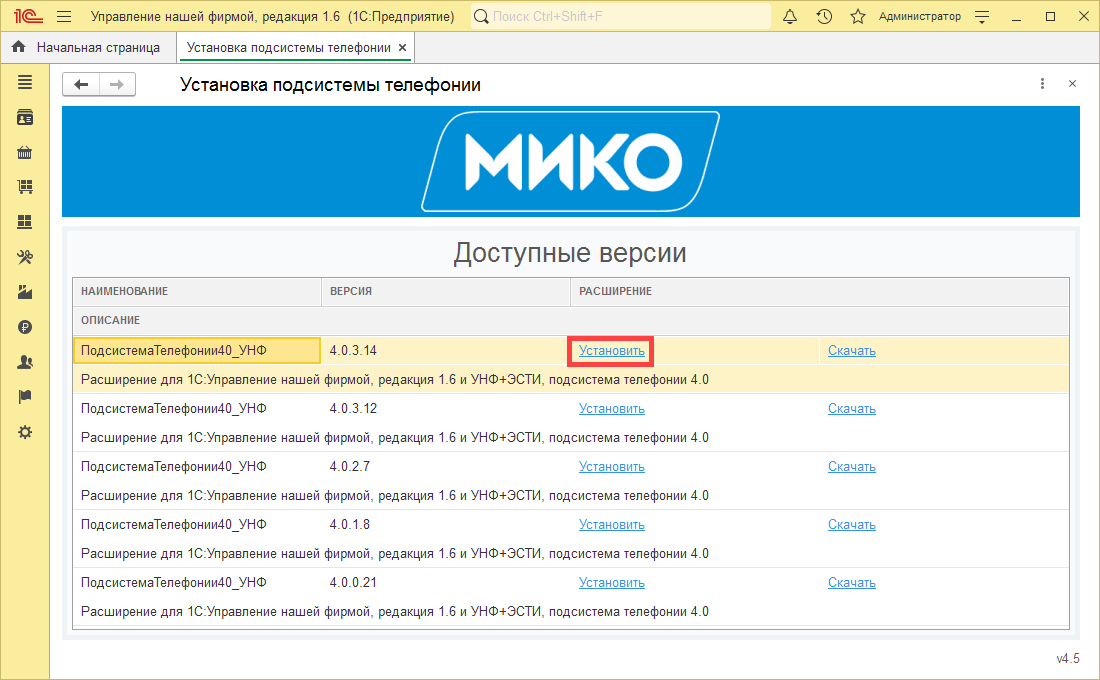 1С Управление нашей фирмой, редакция 1.6 (1С:Предприятие) Поиск Ctrl+Shift+F Администратор
Начальная страница Установка подсистемы телефонии
Установка подсистемы телефонии
МИКО
Доступные версии
НАИМЕНОВАНИЕ ВЕРСИЯ РАСШИРЕНИЕ
ОПИСАНИЕ
ПодсистемаТелефонии40_УНФ 4.0.3.14 Установить Скачать
Расширение для 1С:Управление нашей фирмой, редакция 1.6 и УНФ+ЭСТИ, подсистема телефонии 4.0
ПодсистемаТелефонии40_УНФ 4.0.3.12 Установить Скачать
Расширение для 1С:Управление нашей фирмой, редакция 1.6 и УНФ+ЭСТИ, подсистема телефонии 4.0
ПодсистемаТелефонии40_УНФ 4.0.2.7 Установить Скачать
Расширение для 1С:Управление нашей фирмой, редакция 1.6 и УНФ+ЭСТИ, подсистема телефонии 4.0
ПодсистемаТелефонии40_УНФ 4.0.1.8 Установить Скачать
Расширение для 1С:Управление нашей фирмой, редакция 1.6 и УНФ+ЭСТИ, подсистема телефонии 4.0
ПодсистемаТелефонии40_УНФ 4.0.0.21 Установить Скачать
Расширение для 1С:Управление нашей фирмой, редакция 1.6 и УНФ+ЭСТИ, подсистема телефонии 4.0
v4.5